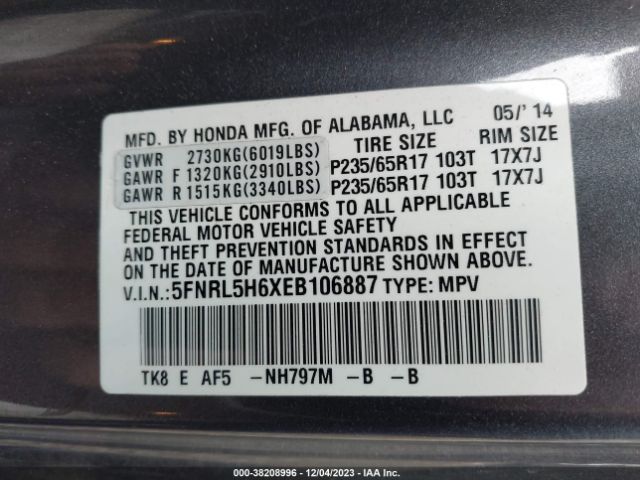 MFD. BY HONDA MFG. OF ALABAMA, LLC 05/'14
TIRE SIZE RIM SIZE
GVWR 2730KG(6019LBS)
GAWR F 1320KG(2910LBS) P235/65R17 103T 17X7J
GAWR R 1515KG(3340LBS) P235/65R17 103T 17X7J
THIS VEHICLE CONFORMS TO ALL APPLICABLE
FEDERAL MOTOR VEHICLE SAFETY
AND THEFT PREVENTION STANDARDS IN EFFECT
ON THE DATE OF MANUFACTURE SHOWN ABOVE.
V.I.N.:5FNRL5H6XEB106887 TYPE: MPV
TK8 E AF5 -NH797M -B -B
000-38208996 - 12/04/2023 - IAA Inc.